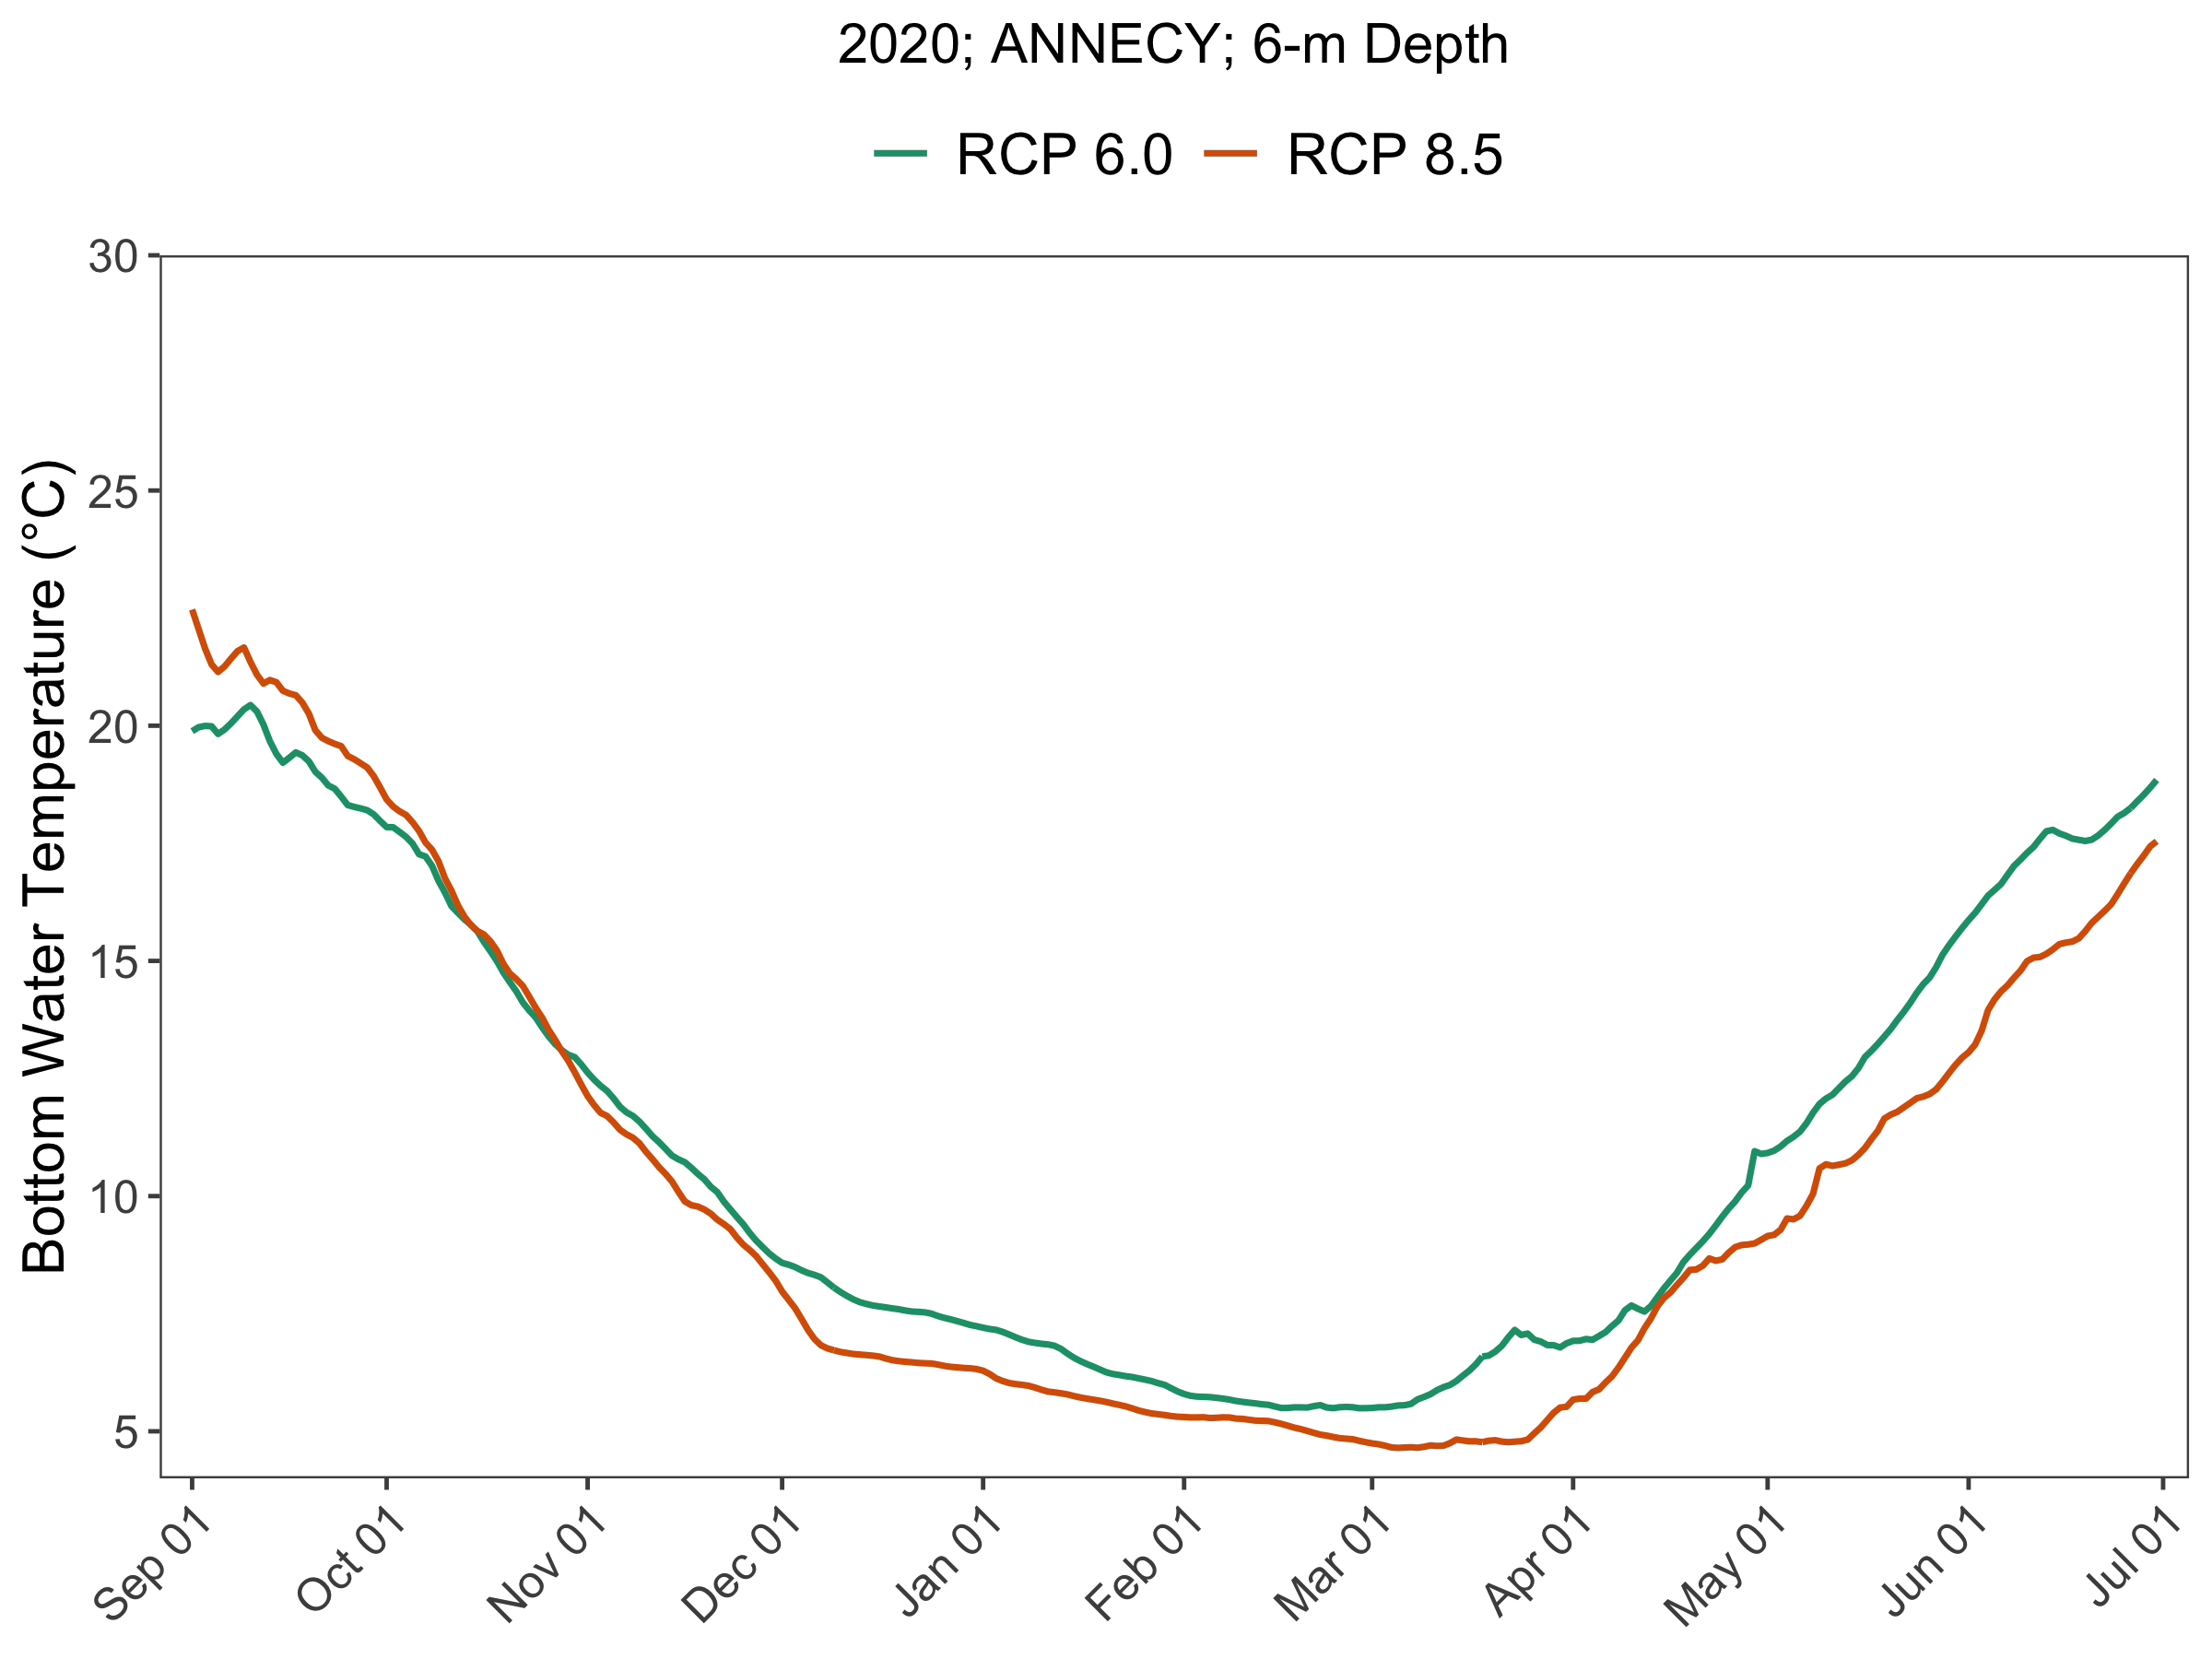 2020; ANNECY; 6-m Depth
RCP 6.0 RCP 8.5
Bottom Water Temperature (°C)
30
25
20
15
10
5
Sep 01 Oct 01 Nov 01 Dec 01 Jan 01 Feb 01 Mar 01 Apr 01 May 01 Jun 01 Jul 01